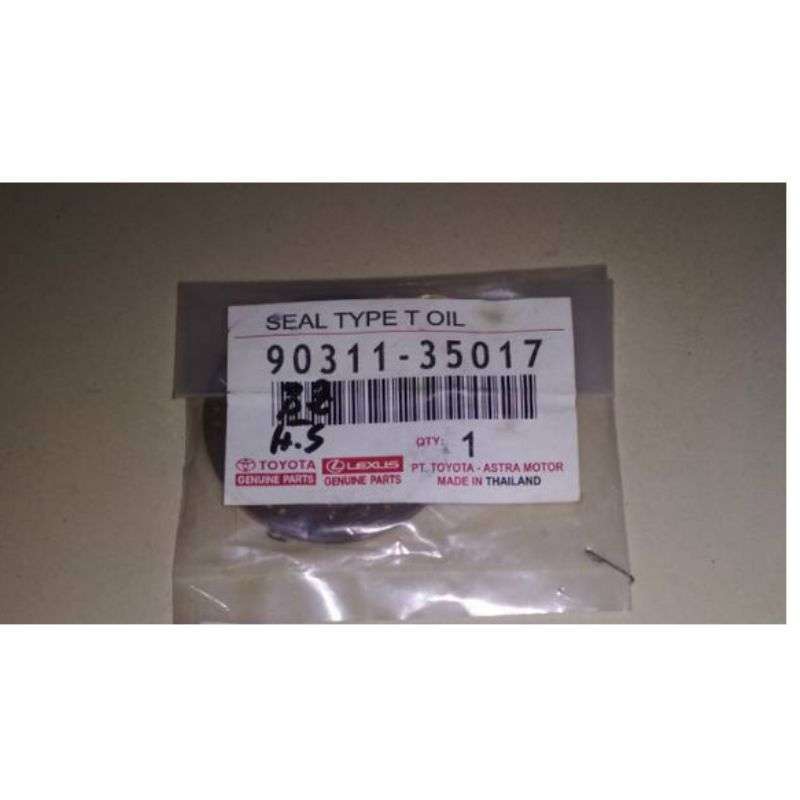 SEAL TYPE T OIL
90311-35017
H.S
QTY: 1
TOYOTA
GENUINE PARTS
LEXUS
GENUINE PARTS
PT. TOYOTA - ASTRA MOTOR
MADE IN THAILAND